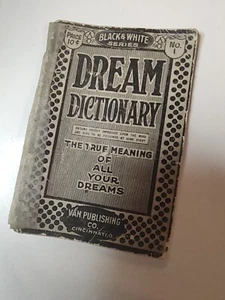 PRICE
10¢
BLACK & WHITE
SERIES
No.
1
DREAM
DICTIONARY
THE TRUE MEANING
OF
ALL
YOUR
DREAMS
VAN PUBLISHING
CO.
CINCINNATI, O.